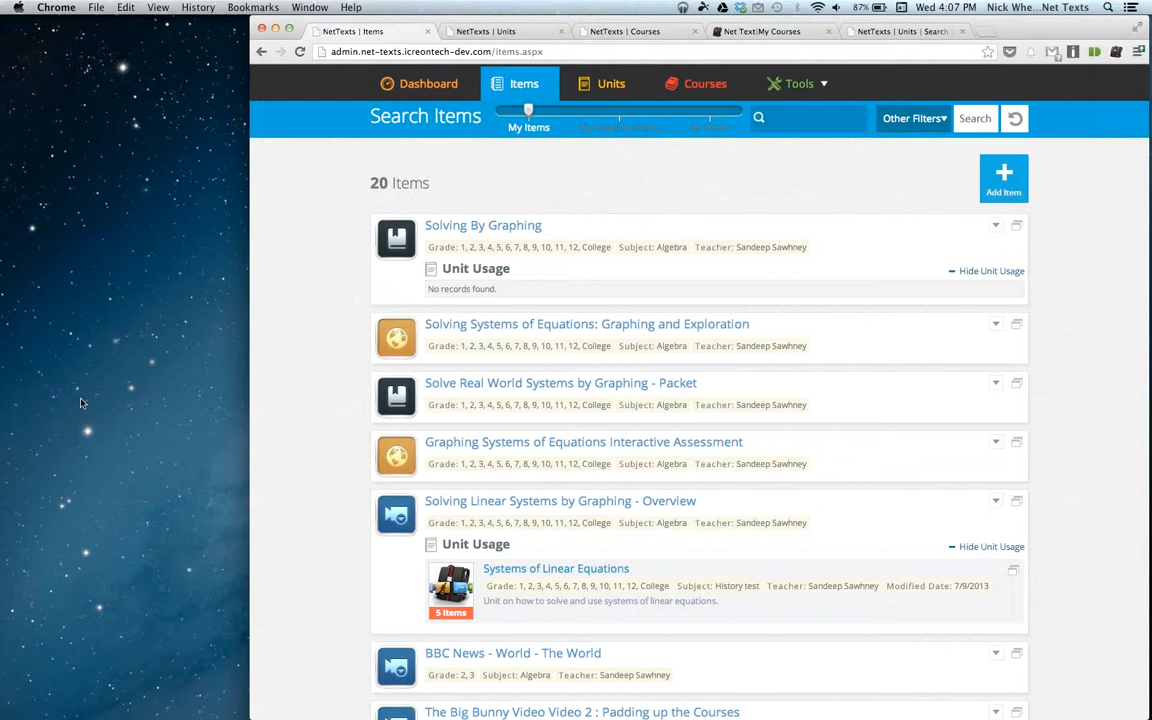 Chrome File Edit View History Bookmarks Window Help 87% Wed 4:07 PM Nick Whe...Net Texts
NetTexts | Items NetTexts | Units NetTexts | Courses Net Text|My Courses NetTexts | Units | Search
admin.net-texts.icreontech-dev.com/items.aspx
Dashboard Items Units Courses Tools
Search Items My Items Other Filters Search
20 Items
Add Item
Solving By Graphing
Grade: 1, 2, 3, 4, 5, 6, 7, 8, 9, 10, 11, 12, College Subject: Algebra Teacher: Sandeep Sawhney
Unit Usage Hide Unit Usage
No records found.
Solving Systems of Equations: Graphing and Exploration
Grade: 1, 2, 3, 4, 5, 6, 7, 8, 9, 10, 11, 12, College Subject: Algebra Teacher: Sandeep Sawhney
Solve Real World Systems by Graphing - Packet
Grade: 1, 2, 3, 4, 5, 6, 7, 8, 9, 10, 11, 12, College Subject: Algebra Teacher: Sandeep Sawhney
Graphing Systems of Equations Interactive Assessment
Grade: 1, 2, 3, 4, 5, 6, 7, 8, 9, 10, 11, 12, College Subject: Algebra Teacher: Sandeep Sawhney
Solving Linear Systems by Graphing - Overview
Grade: 1, 2, 3, 4, 5, 6, 7, 8, 9, 10, 11, 12, College Subject: Algebra Teacher: Sandeep Sawhney
Unit Usage Hide Unit Usage
Systems of Linear Equations
Grade: 1, 2, 3, 4, 5, 6, 7, 8, 9, 10, 11, 12, College Subject: History test Teacher: Sandeep Sawhney Modified Date: 7/9/2013
Unit on how to solve and use systems of linear equations.
5 Items
BBC News - World - The World
Grade: 2, 3 Subject: Algebra Teacher: Sandeep Sawhney
The Big Bunny Video Video 2 : Padding up the Courses